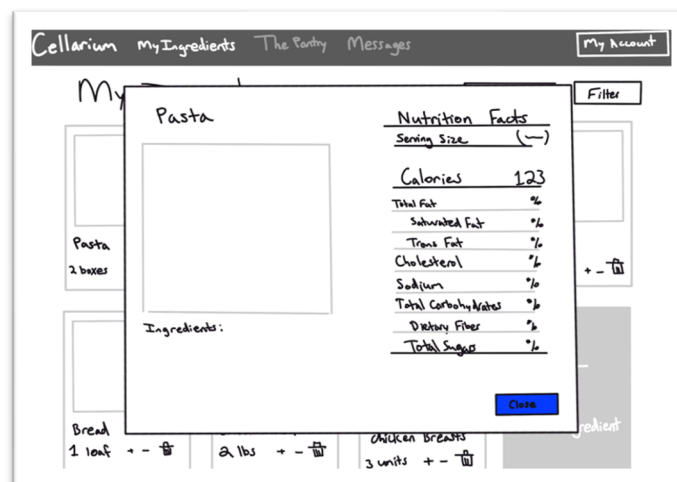 Cellarium My Ingredients The Pantry Messages My Account
My
Filter
Pasta
Nutrition Facts
Serving Size (—)
Calories 123
Total Fat %
Saturated Fat %
Trans Fat %
Cholesterol %
Sodium %
Total Carbohydrates %
Dietary Fiber %
Total Sugars %
Ingredients:
Close
Pasta
2 boxes
+ -
Bread
1 loaf + -
2 lbs + -
Chicken Breasts
3 units + -
redient